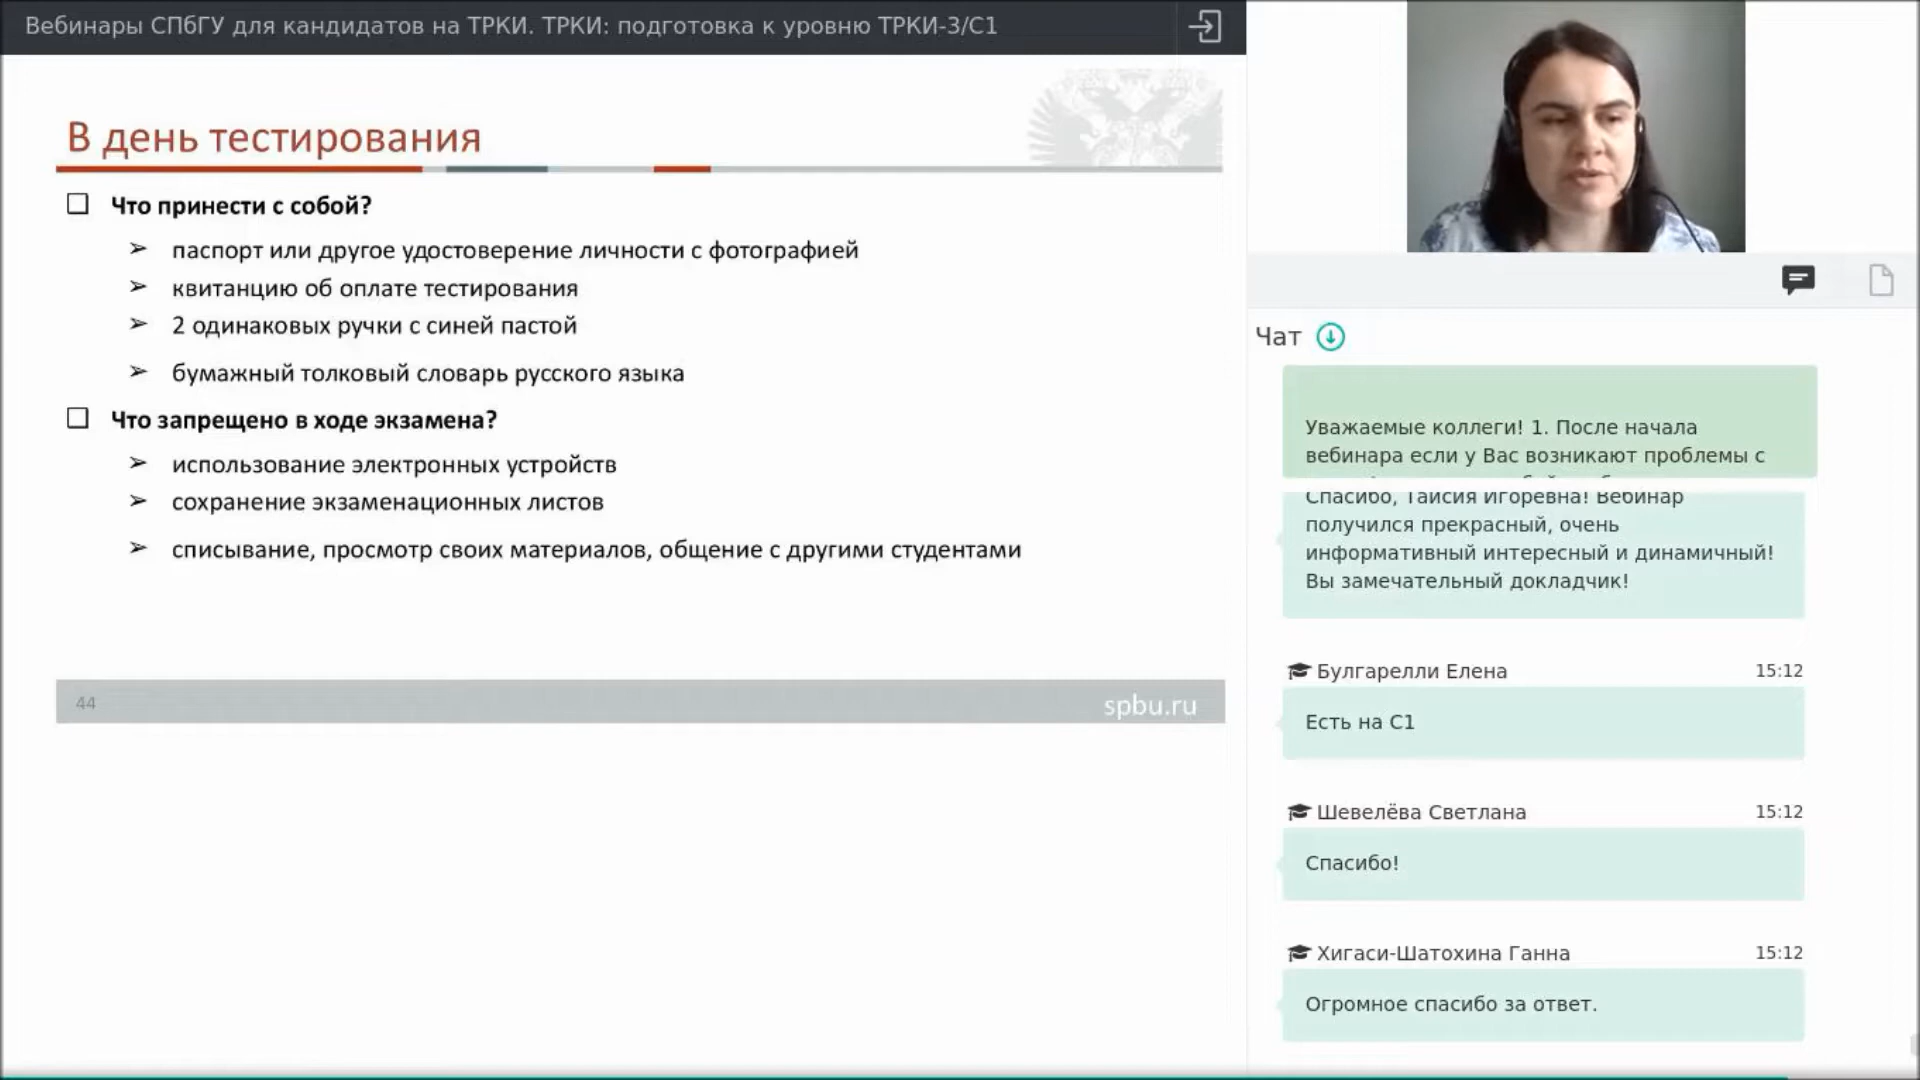 Вебинары СПбГУ для кандидатов на ТРКИ. ТРКИ: подготовка к уровню ТРКИ-3/С1
В день тестирования
Что принести с собой?
паспорт или другое удостоверение личности с фотографией
квитанцию об оплате тестирования
2 одинаковых ручки с синей пастой
бумажный толковый словарь русского языка
Что запрещено в ходе экзамена?
использование электронных устройств
сохранение экзаменационных листов
списывание, просмотр своих материалов, общение с другими студентами
44
spbu.ru
Чат
Уважаемые коллеги! 1. После начала
вебинара если у Вас возникают проблемы с
Спасибо, Таисия Игоревна! Вебинар
получился прекрасный, очень
информативный интересный и динамичный!
Вы замечательный докладчик!
Булгарелли Елена 15:12
Есть на С1
Шевелёва Светлана 15:12
Спасибо!
Хигаси-Шатохина Ганна 15:12
Огромное спасибо за ответ.